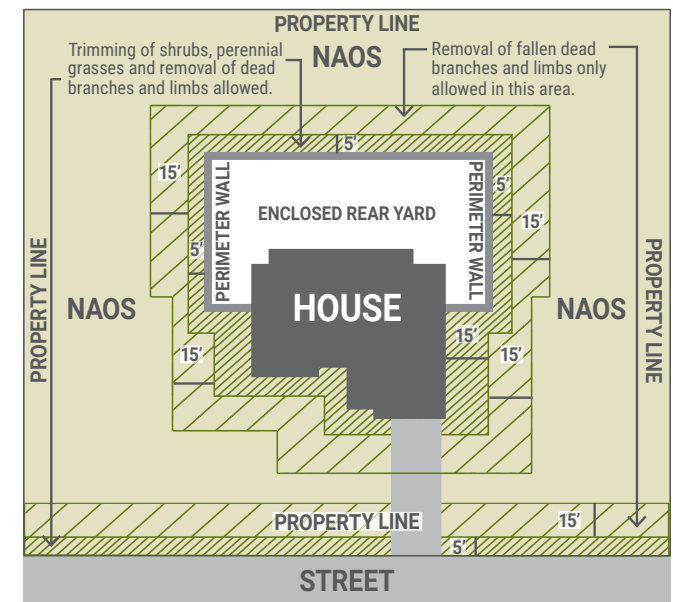 PROPERTY LINE
NAOS
Trimming of shrubs, perennial
grasses and removal of dead
branches and limbs allowed.
Removal of fallen dead
branches and limbs only
allowed in this area.
5’
15’
PERIMETER WALL
ENCLOSED REAR YARD
PERIMETER WALL
5’
15’
5’
PROPERTY LINE
NAOS
HOUSE
NAOS
PROPERTY LINE
15’
15’
15’
PROPERTY LINE
15’
5’
STREET